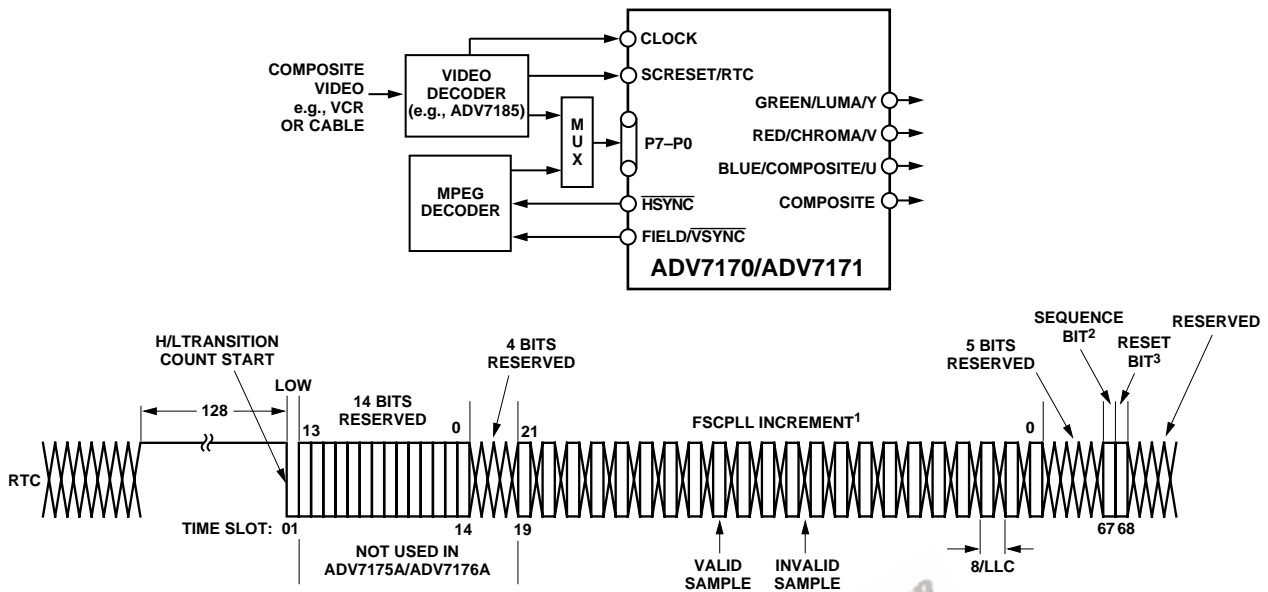 CLOCK
COMPOSITE
VIDEO
e.g., VCR
OR CABLE
VIDEO
DECODER
(e.g., ADV7185)
SCRESET/RTC
M
U
X
P7–P0
GREEN/LUMA/Y
RED/CHROMA/V
BLUE/COMPOSITE/U
COMPOSITE
MPEG
DECODER
HSYNC
FIELD/VSYNC
ADV7170/ADV7171
H/LTRANSITION
COUNT START
LOW
128
13
14 BITS
RESERVED
0
4 BITS
RESERVED
21
FSCPLL INCREMENT1
0
5 BITS
RESERVED
SEQUENCE
BIT2
RESET
BIT3
RESERVED
RTC
TIME SLOT: 01
14
19
67 68
NOT USED IN
ADV7175A/ADV7176A
VALID
SAMPLE
INVALID
SAMPLE
8/LLC